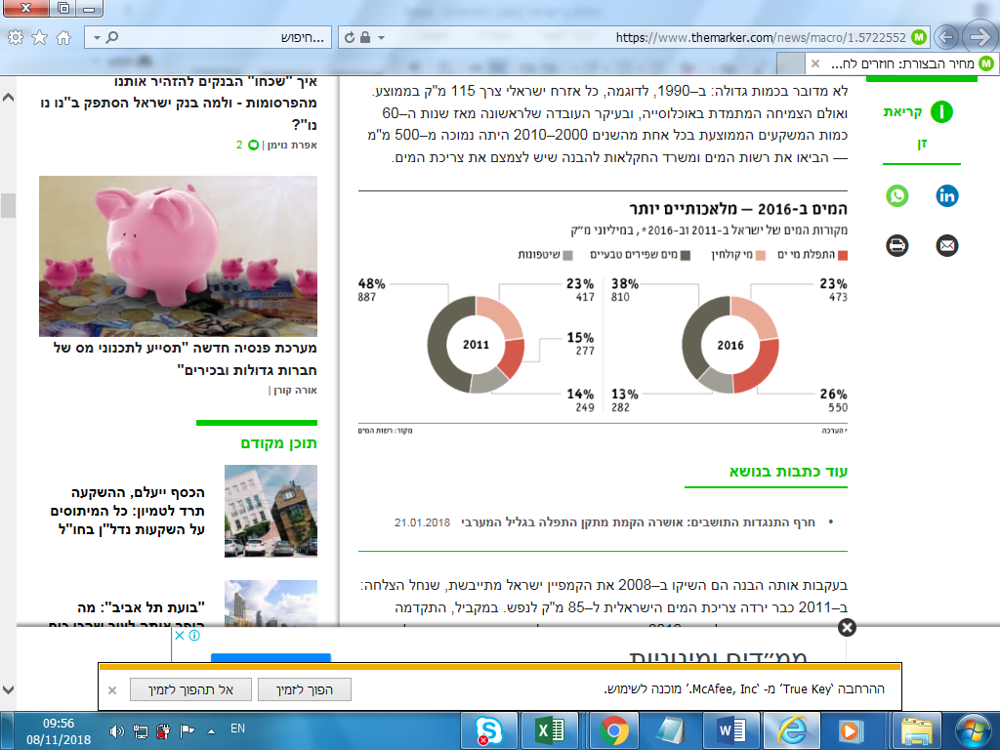 https://www.themarker.com/news/macro/1.5722552
חיפוש...
מחיר הבצורת: חוזרים לח...
קריאת
זן
לא מדובר בכמות גדולה: ב–1990, לדוגמה, כל אזרח ישראלי צרך 115 מ"ק בממוצע.
ואולם הצמיחה המתמדת באוכלוסייה, ובעיקר העובדה שלראשונה מאז שנות ה–60
כמות המשקעים הממוצעת בכל אחת מהשנים 2000–2010 היתה נמוכה מ–500 מ"מ
— הביאו את רשות המים ומשרד החקלאות להבנה שיש לצמצם את צריכת המים.
המים ב-2016 — מלאכותיים יותר
מקורות המים של ישראל ב-2011 וב-2016*, במיליוני מ״ק
התפלת מי ים
מי קולחין
מים שפירים טבעיים
שיטפונות
23%
473
38%
810
2016
26%
550
13%
282
23%
417
48%
887
2011
15%
277
14%
249
*הערכה
מקור: רשות המים
עוד כתבות בנושא
• חרף התנגדות התושבים: אושרה הקמת מתקן התפלה בגליל המערבי 21.01.2018
בעקבות אותה הבנה הם השיקו ב–2008 את הקמפיין ישראל מתייבשת, שנחל הצלחה:
ב–2011 כבר ירדה צריכת המים הישראלית ל–85 מ"ק לנפש. במקביל, התקדמה
איך "שכחו" הבנקים להזהיר אותנו
מהפרסומות - ולמה בנק ישראל הסתפק ב"נו נו
נו"?
אפרת נוימן | 2
מערכת פנסיה חדשה "תסייע לתכנוני מס של
חברות גדולות ובכירים"
אורה קורן |
תוכן מקודם
הכסף ייעלם, ההשקעה
תרד לטמיון: כל המיתוסים
על השקעות נדל"ן בחו"ל
"בועת תל אביב": מה
ממ״דים ומיגוניות
ההרחבה 'True Key' מ- 'McAfee, Inc.' מוכנה לשימוש.
הפוך לזמין
אל תהפוך לזמין
EN
09:56
08/11/2018